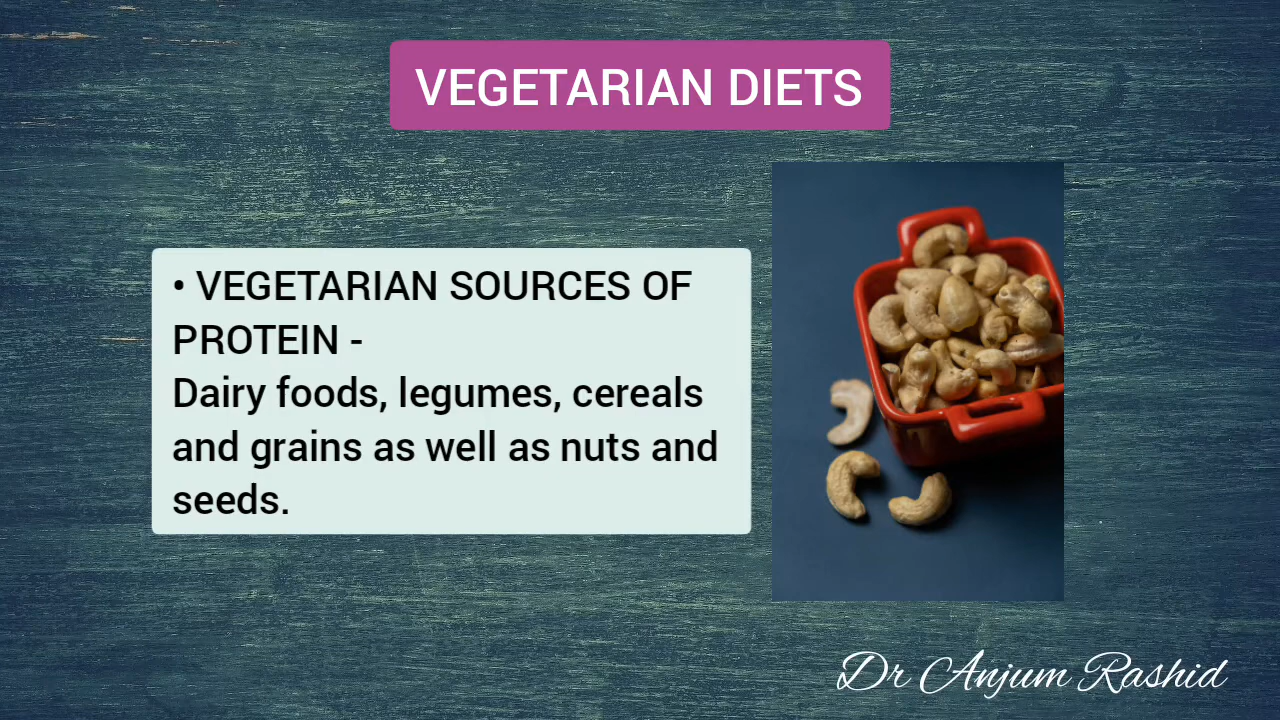 VEGETARIAN DIETS
• VEGETARIAN SOURCES OF
PROTEIN -
Dairy foods, legumes, cereals
and grains as well as nuts and
seeds.
Dr Anjum Rashid